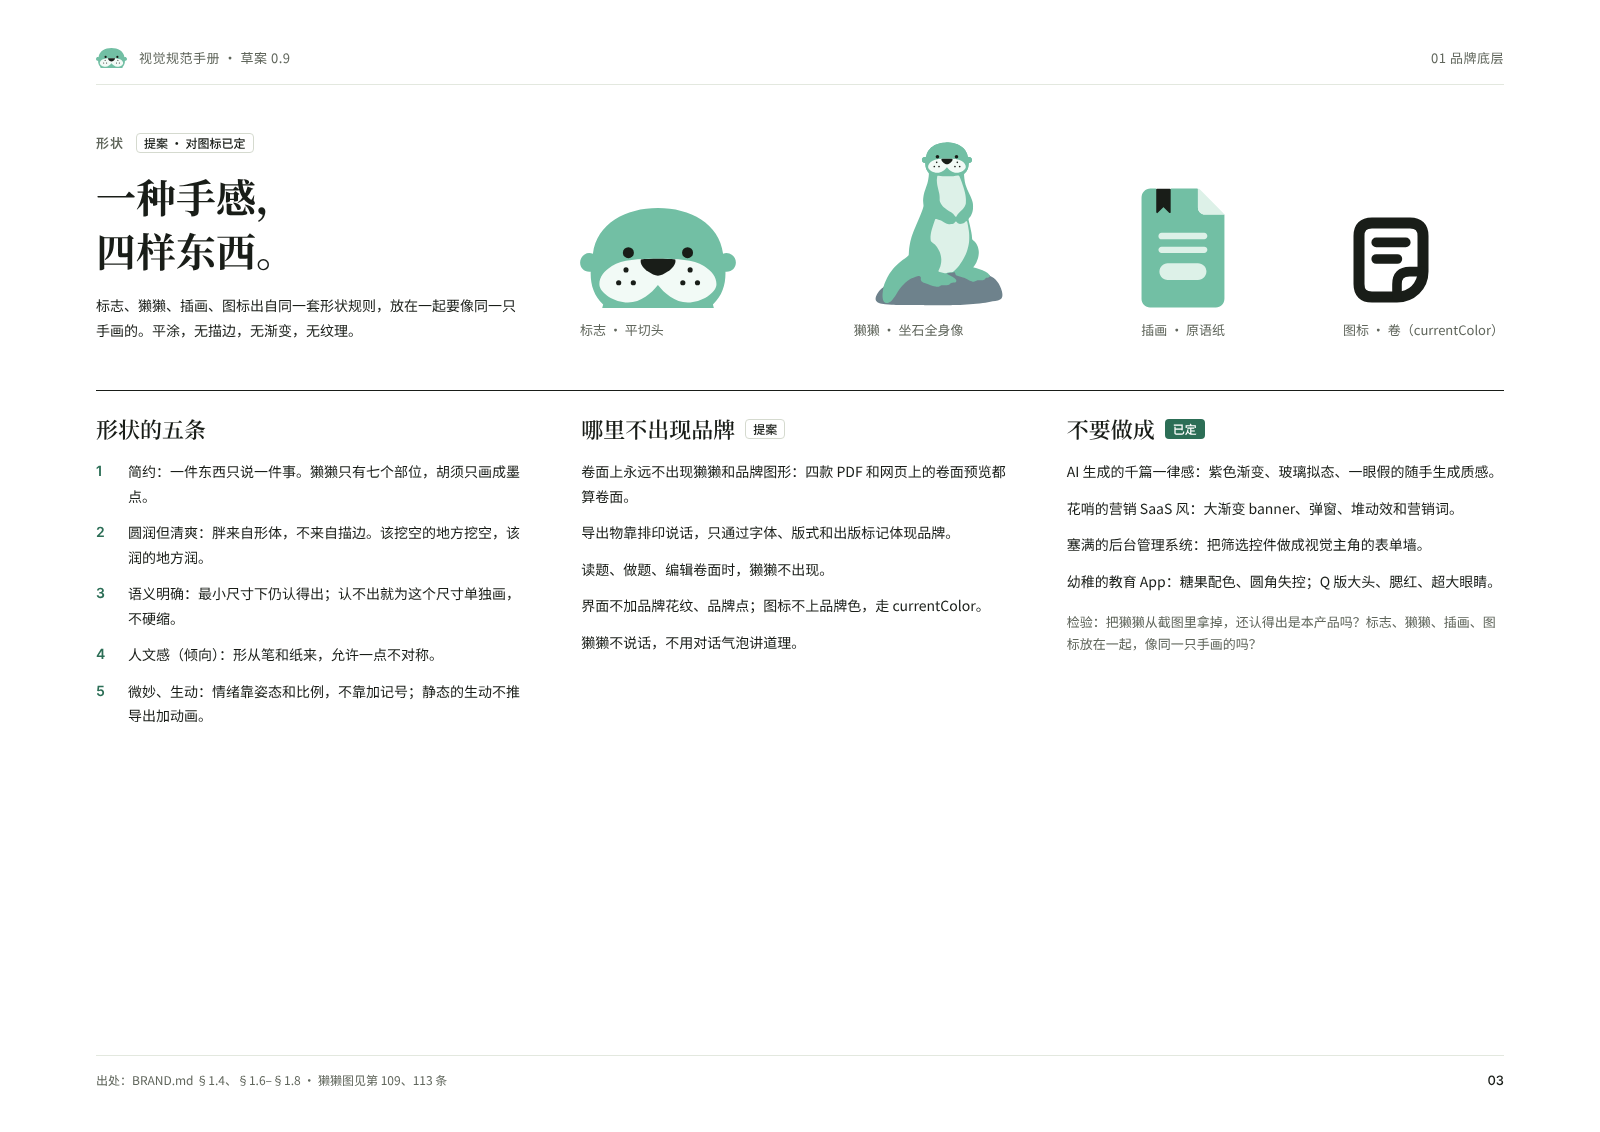 视觉规范手册 · 草案 0.9
01 品牌底层
形状
提案 · 对图标已定
一种手感，
四样东西。
标志、獭獭、插画、图标出自同一套形状规则，放在一起要像同一只
手画的。平涂，无描边，无渐变，无纹理。
标志 · 平切头
獭獭 · 坐石全身像
插画 · 原语纸
图标 · 卷（currentColor）
形状的五条
1 简约：一件东西只说一件事。獭獭只有七个部位，胡须只画成墨
点。
2 圆润但清爽：胖来自形体，不来自描边。该挖空的地方挖空，该
润的地方润。
3 语义明确：最小尺寸下仍认得出；认不出就为这个尺寸单独画，
不硬缩。
4 人文感（倾向）：形从笔和纸来，允许一点不对称。
5 微妙、生动：情绪靠姿态和比例，不靠加记号；静态的生动不推
导出加动画。
哪里不出现品牌 提案
卷面上永远不出现獭獭和品牌图形：四款 PDF 和网页上的卷面预览都
算卷面。
导出物靠排印说话，只通过字体、版式和出版标记体现品牌。
读题、做题、编辑卷面时，獭獭不出现。
界面不加品牌花纹、品牌点；图标不上品牌色，走 currentColor。
獭獭不说话，不用对话气泡讲道理。
不要做成 已定
AI 生成的千篇一律感：紫色渐变、玻璃拟态、一眼假的随手生成质感。
花哨的营销 SaaS 风：大渐变 banner、弹窗、堆动效和营销词。
塞满的后台管理系统：把筛选控件做成视觉主角的表单墙。
幼稚的教育 App：糖果配色、圆角失控；Q 版大头、腮红、超大眼睛。
检验：把獭獭从截图里拿掉，还认得出是本产品吗？标志、獭獭、插画、图
标放在一起，像同一只手画的吗？
出处：BRAND.md §1.4、§1.6–§1.8 · 獭獭图见第 109、113 条
03